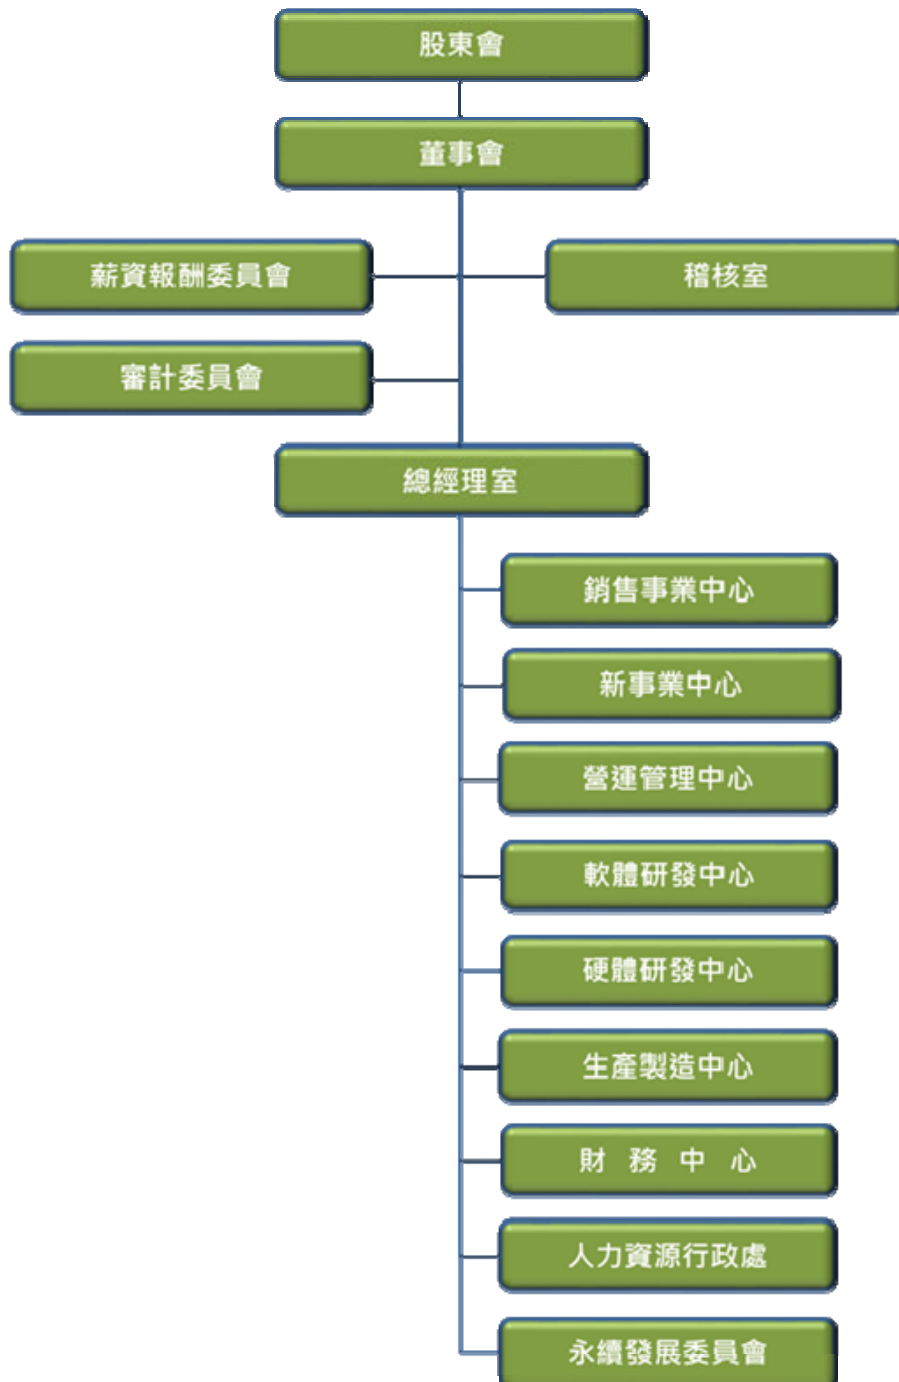 股東會
董事會
薪資報酬委員會
稽核室
審計委員會
總經理室
銷售事業中心
新事業中心
營運管理中心
軟體研發中心
硬體研發中心
生產製造中心
財 務 中 心
人力資源行政處
永續發展委員會